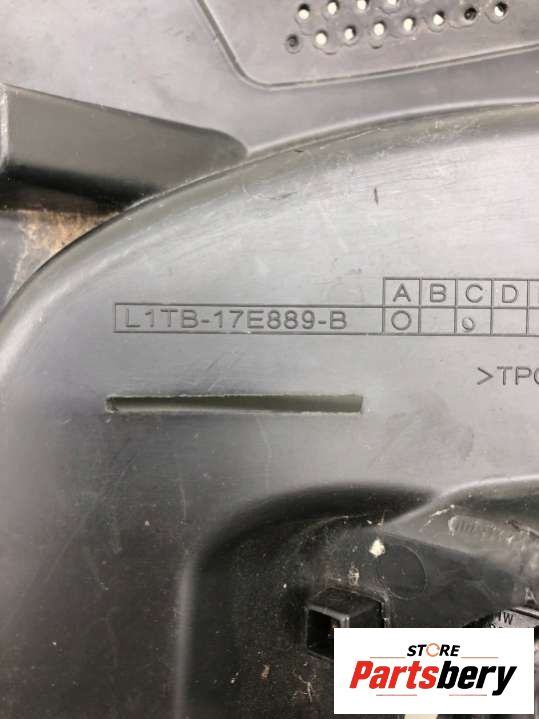 A B C D
L1TB-17E889-B
>TP
STORE
Partsbery